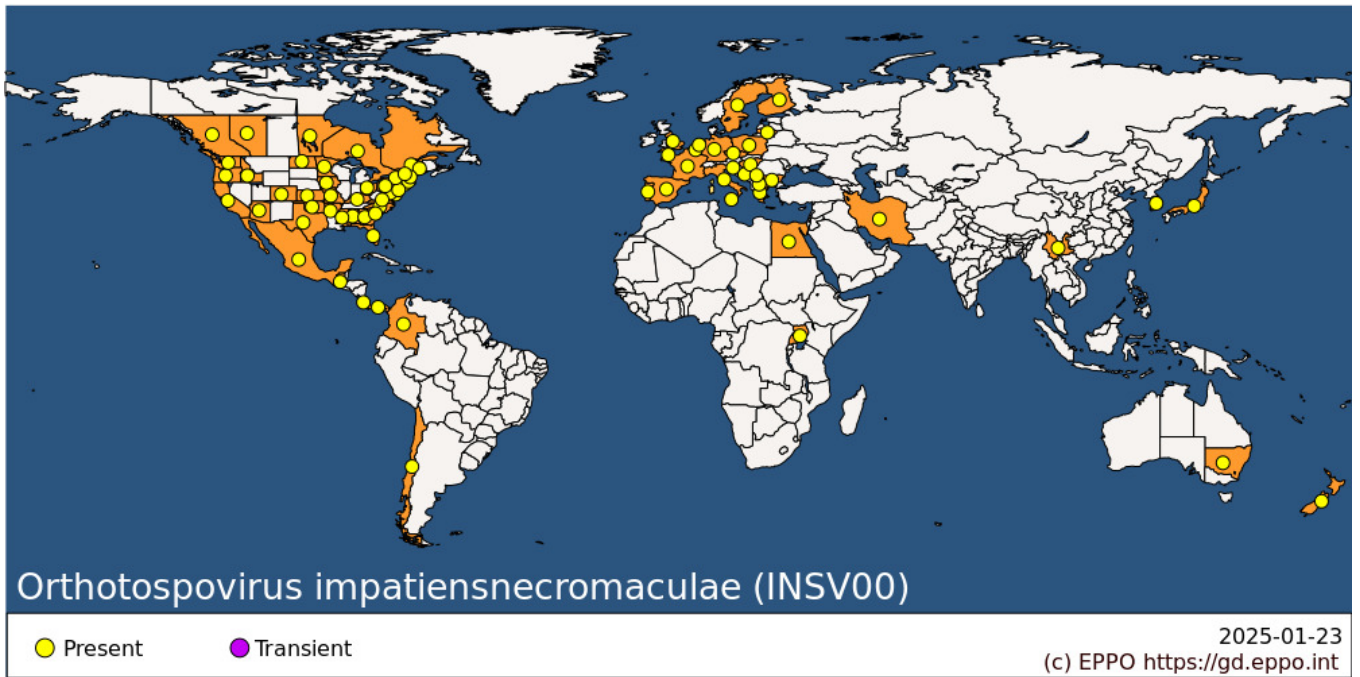 Orthotospovirus impatiensnecromaculae (INSV00)
Present
Transient
2025-01-23
(c) EPPO https://gd.eppo.int